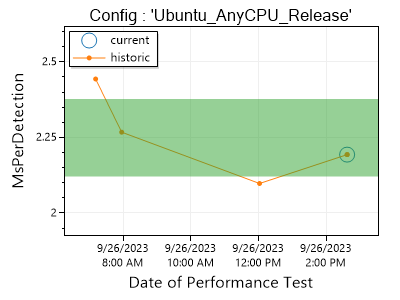 Config : 'Ubuntu_AnyCPU_Release'
current
historic
MsPerDetection
2.5
2.25
2
9/26/2023 9/26/2023 9/26/2023 9/26/2023
8:00 AM 10:00 AM 12:00 PM 2:00 PM
Date of Performance Test